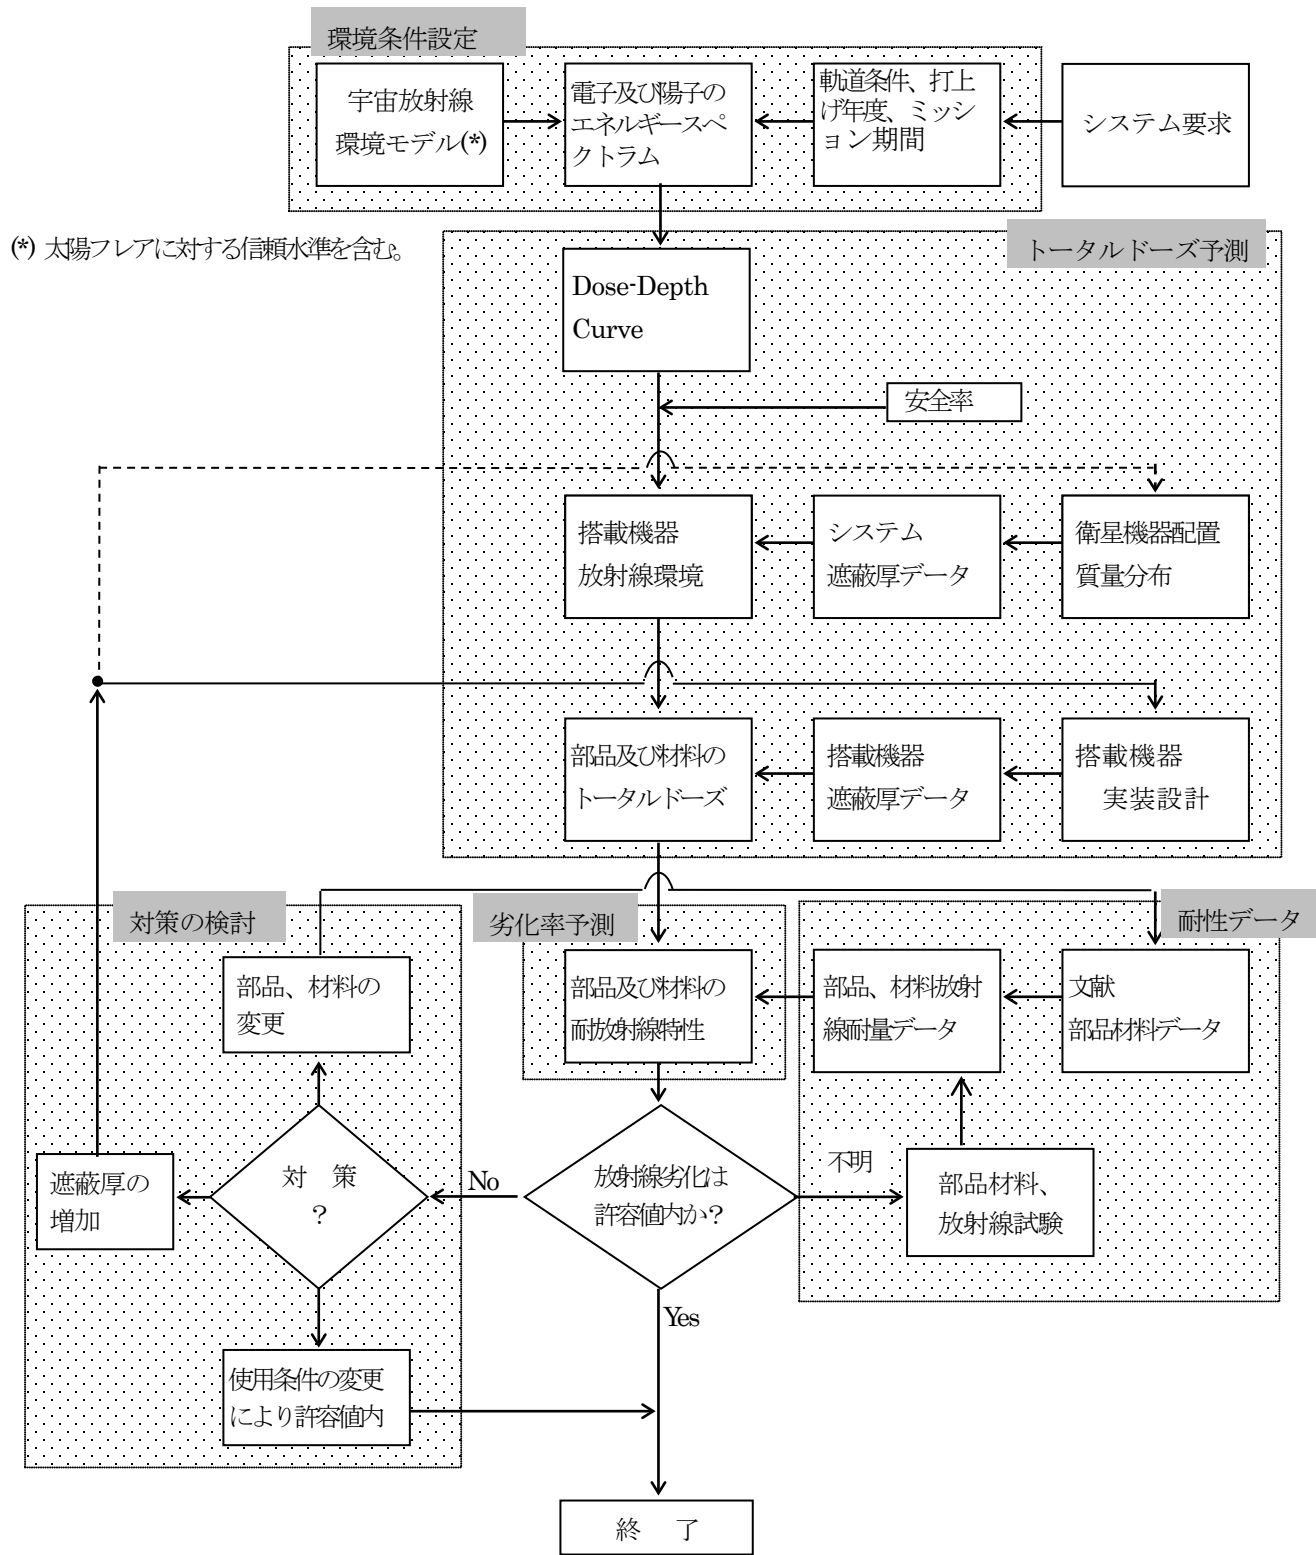 環境条件設定
宇宙放射線
環境モデル(*)
電子及び陽子の
エネルギースペ
クトラム
軌道条件、打上
げ年度、ミッシ
ョン期間
システム要求
(*) 太陽フレアに対する信頼水準を含む。
トータルドーズ予測
Dose-Depth
Curve
安全率
搭載機器
放射線環境
システム
遮蔽厚データ
衛星機器配置
質量分布
部品及び材料の
トータルドーズ
搭載機器
遮蔽厚データ
搭載機器
実装設計
対策の検討
劣化率予測
耐性データ
部品、材料の
変更
部品及び材料の
耐放射線特性
部品、材料放射
線耐量データ
文献
部品材料データ
遮蔽厚の
増加
対 策
?
No
放射線劣化は
許容値内か?
不明
部品材料、
放射線試験
Yes
使用条件の変更
により許容値内
終 了